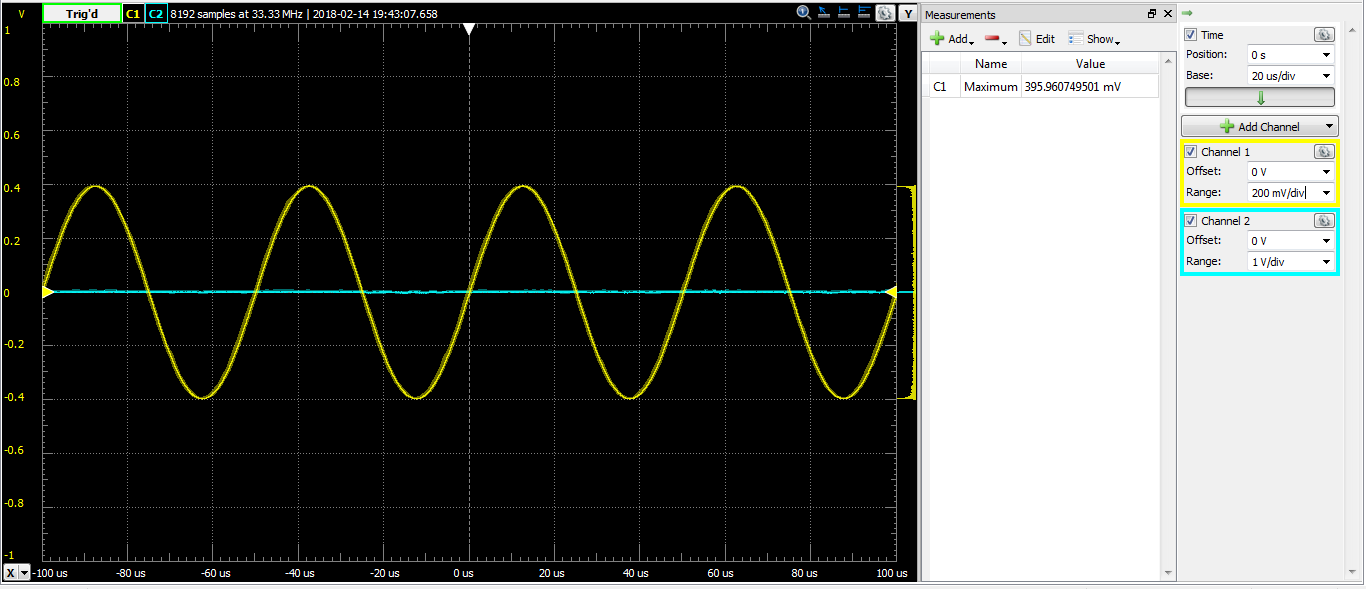 V Trig'd C1 C2 8192 samples at 33.33 MHz | 2018-02-14 19:43:07.658 Y
1
0.8
0.6
0.4
0.2
0
-0.2
-0.4
-0.6
-0.8
-1
X -100 us -80 us -60 us -40 us -20 us 0 us 20 us 40 us 60 us 80 us 100 us
Measurements
Add Edit Show
Name Value
C1 Maximum 395.960749501 mV
Time
Position: 0 s
Base: 20 us/div
Add Channel
Channel 1
Offset: 0 V
Range: 200 mV/div
Channel 2
Offset: 0 V
Range: 1 V/div